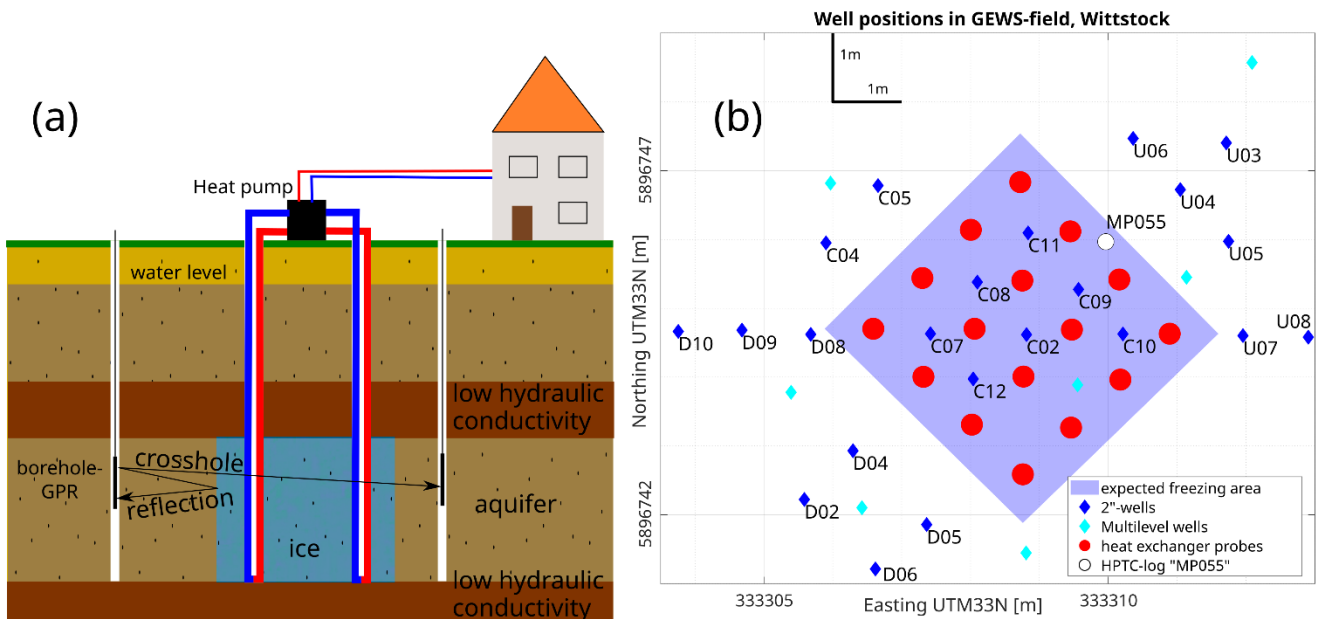 (a)
Heat pump
water level
low hydraulic
conductivity
borehole-
GPR
crosshole
reflection
aquifer
ice
low hydraulic
conductivity
Well positions in GEWS-field, Wittstock
(b)
1m
1m
Northing UTM33N [m]
5896747
5896742
U06
U03
C05
U04
MP055
C11
C04
U05
C08
C09
D10
D09
D08
C07
C02
C10
U07
U08
C12
D04
D02
D05
D06
expected freezing area
2"-wells
Multilevel wells
heat exchanger probes
HPTC-log "MP055"
333305
333310
Easting UTM33N [m]